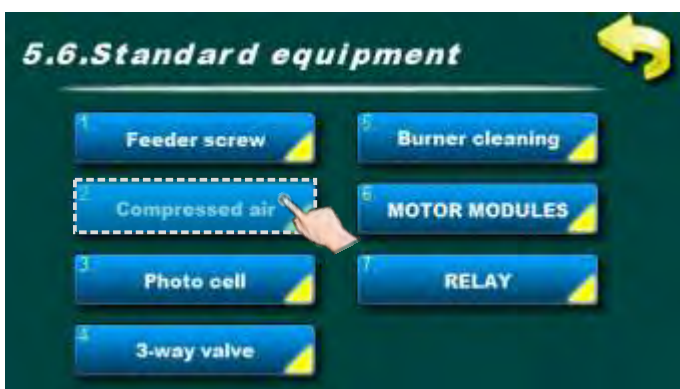 5.6.Standard equipment
1 Feeder screw
2 Compressed air
3 Photo cell
4 3-way valve
5 Burner cleaning
6 MOTOR MODULES
7 RELAY